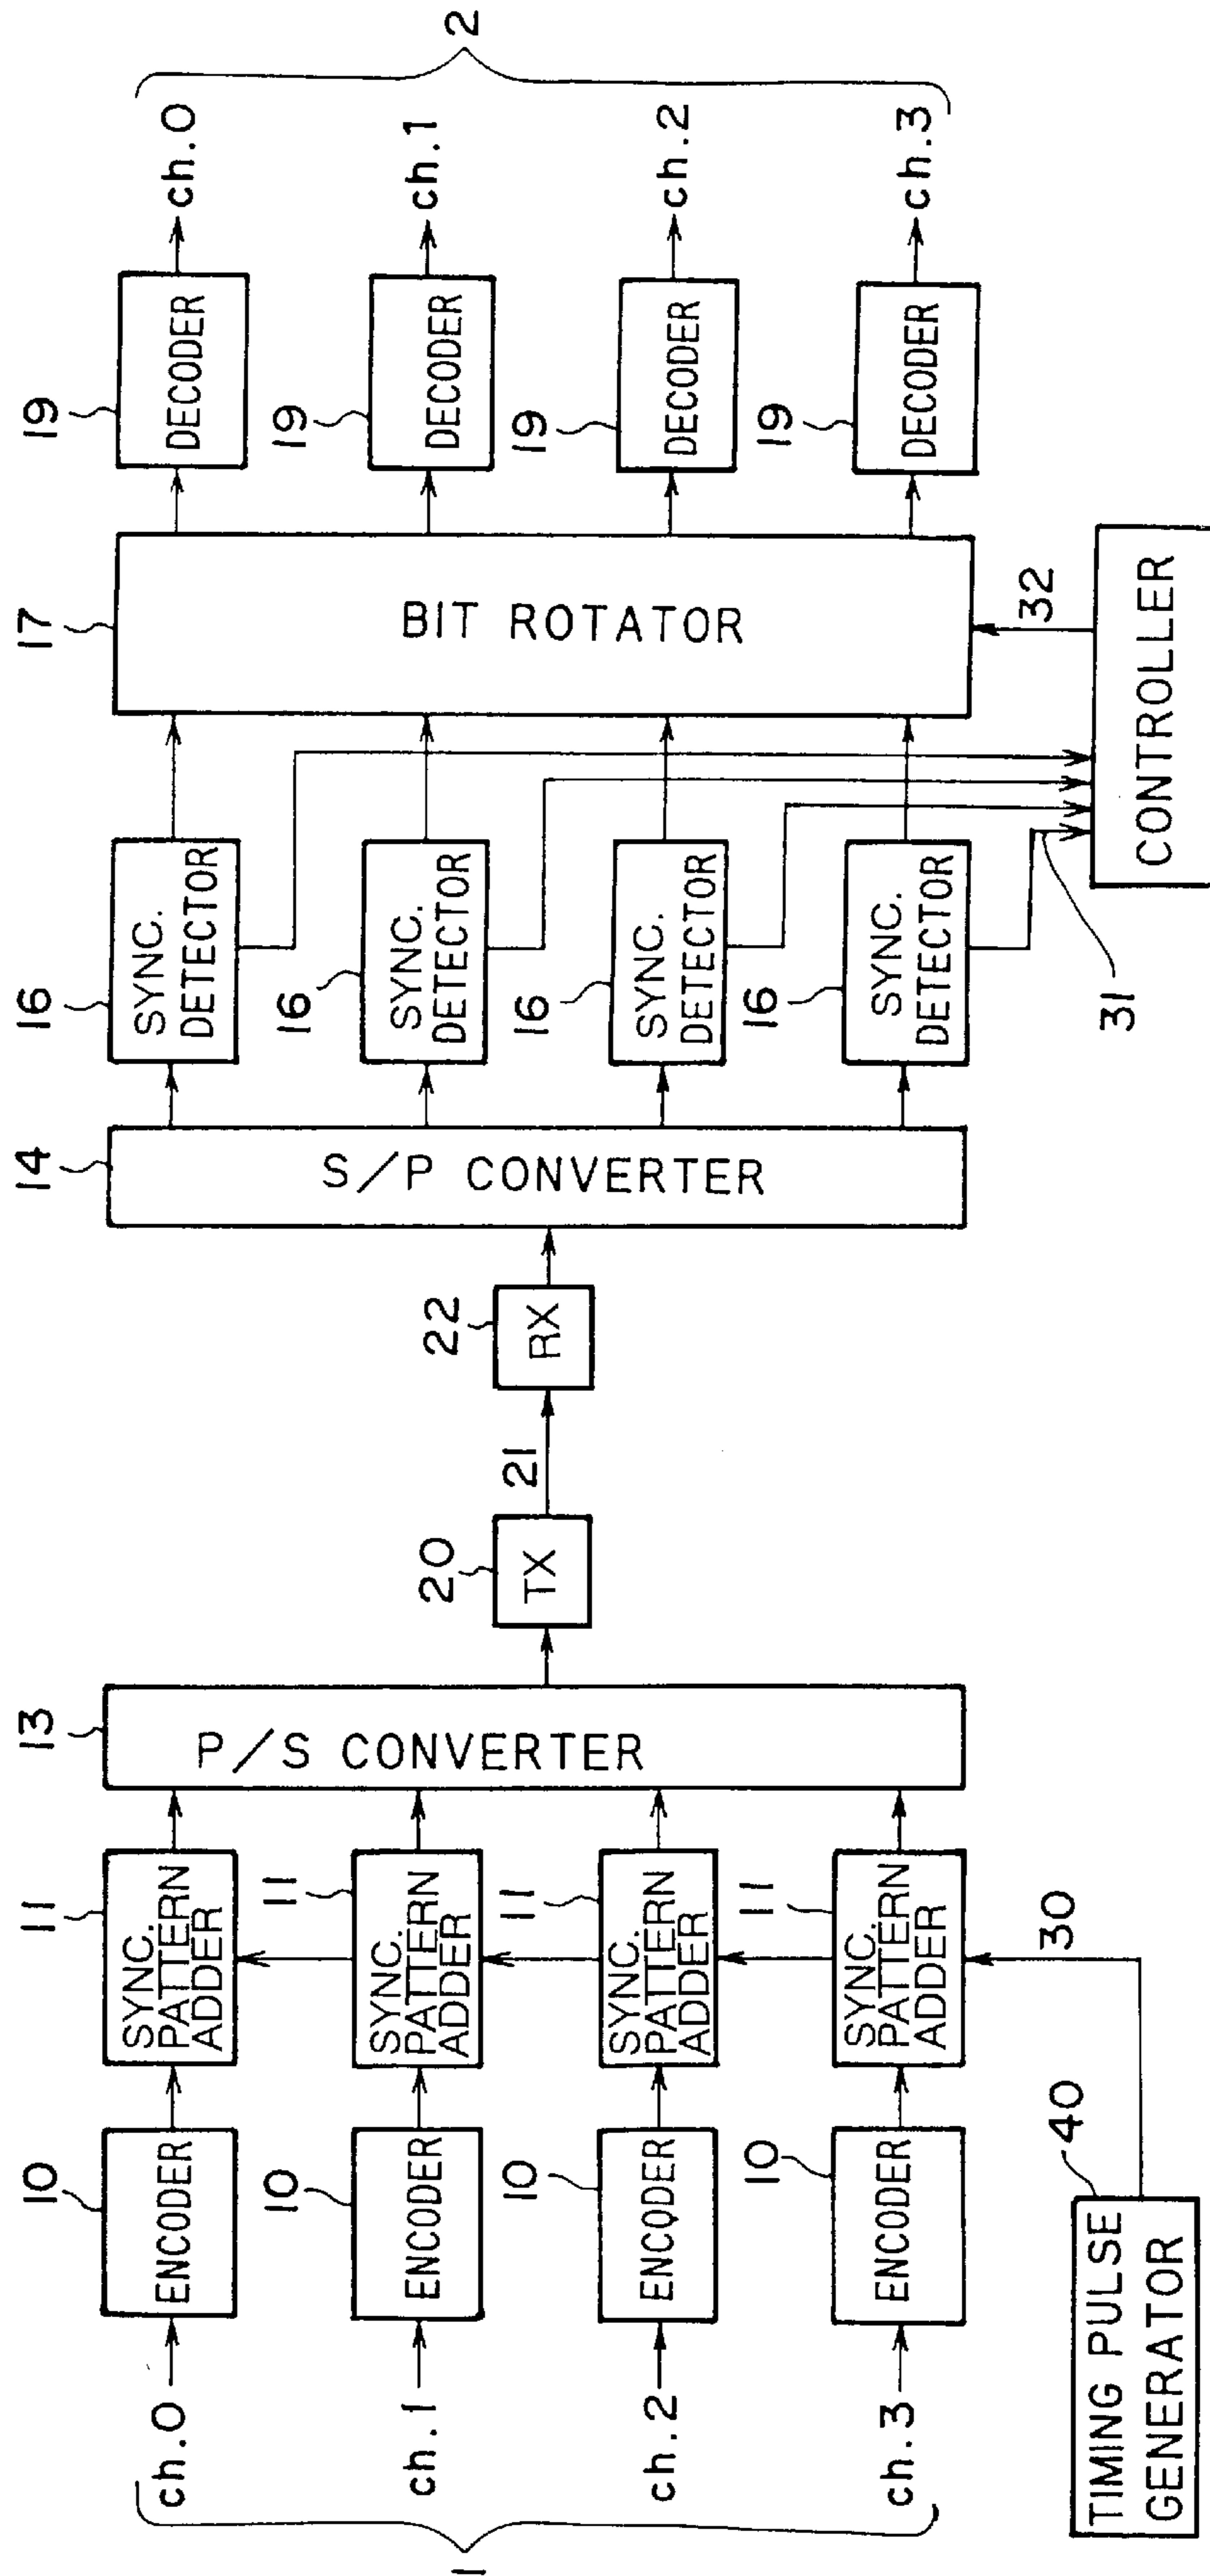 1
ch.0
ch.1
ch.2
ch.3
10
ENCODER
10
ENCODER
10
ENCODER
10
ENCODER
11
SYNC.
PATTERN
ADDER
11
SYNC.
PATTERN
ADDER
11
SYNC.
PATTERN
ADDER
11
SYNC.
PATTERN
ADDER
40
TIMING PULSE
GENERATOR
30
13
P/S CONVERTER
20
TX
21
22
RX
14
S/P CONVERTER
16
SYNC.
DETECTOR
16
SYNC.
DETECTOR
16
SYNC.
DETECTOR
16
SYNC.
DETECTOR
31
17
BIT ROTATOR
32
CONTROLLER
19
DECODER
19
DECODER
19
DECODER
19
DECODER
ch.0
ch.1
ch.2
ch.3
2